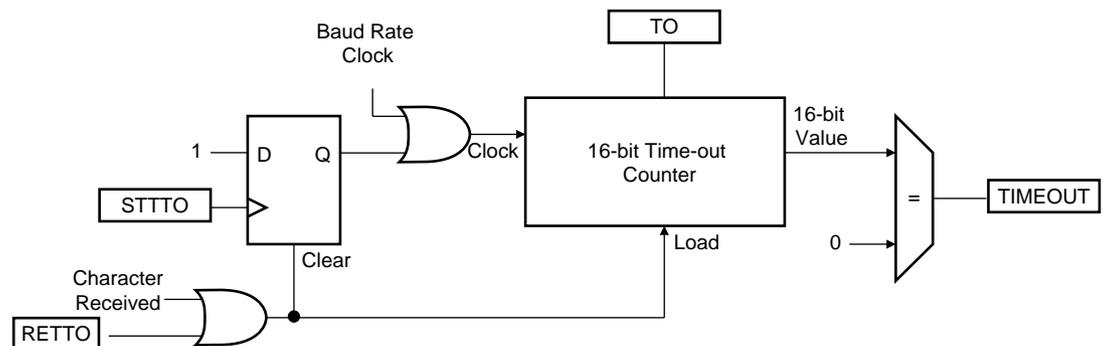 TO
Baud Rate
Clock
16-bit
Value
1
D
Q
Clock
16-bit Time-out
Counter
STTTO
=
TIMEOUT
Clear
Load
0
Character
Received
RETTO